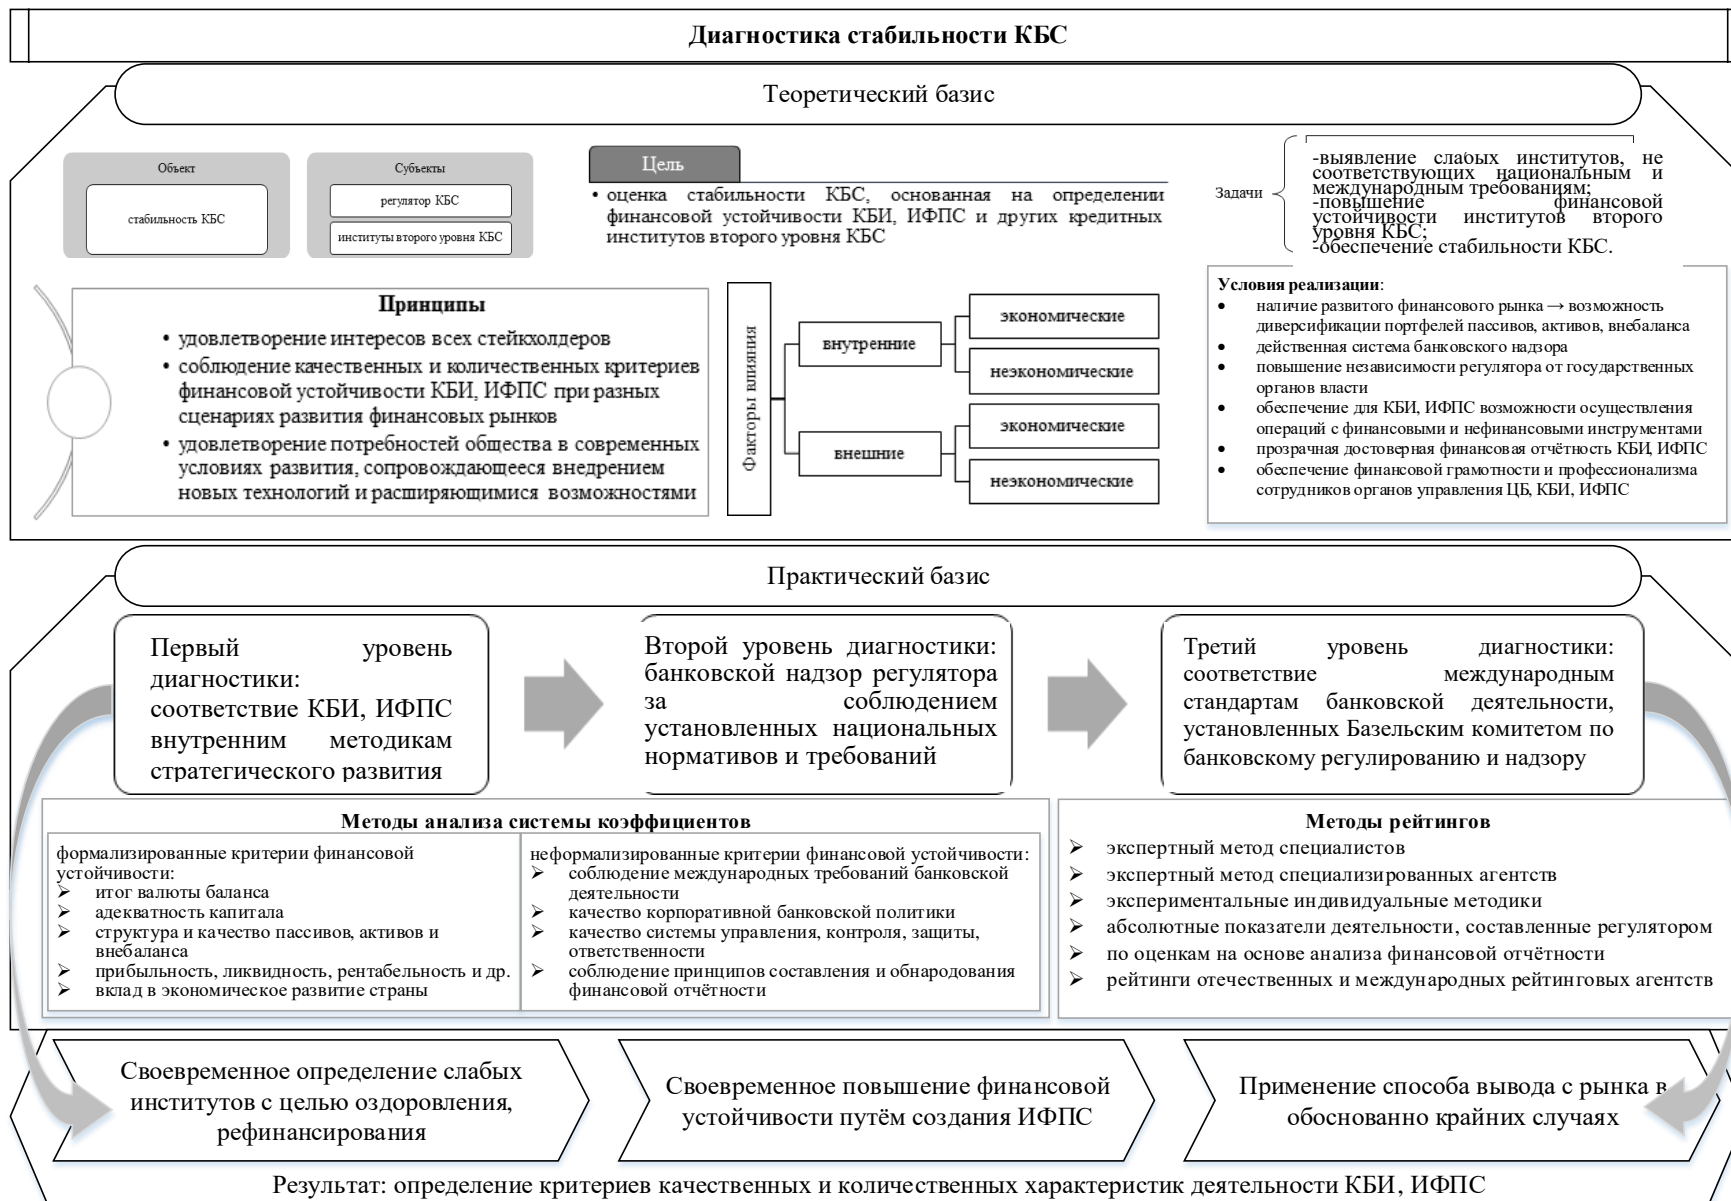 Диагностика стабильности КБС
Теоретический базис
Объект
стабильность КБС
Субъекты
регулятор КБС
институты второго уровня КБС
Цель
• оценка стабильности КБС, основанная на определении
финансовой устойчивости КБИ, ИФПС и других кредитных
институтов второго уровня КБС
Задачи
-выявление слабых институтов, не
соответствующих национальным и
международным требованиям;
-повышение финансовой
устойчивости институтов второго
уровня КБС;
-обеспечение стабильности КБС.
Принципы
• удовлетворение интересов всех стейкхолдеров
• соблюдение качественных и количественных критериев
финансовой устойчивости КБИ, ИФПС при разных
сценариях развития финансовых рынков
• удовлетворение потребностей общества в современных
условиях развития, сопровождающееся внедрением
новых технологий и расширяющимися возможностями
Факторы влияния
внутренние
экономические
неэкономические
внешние
экономические
неэкономические
Условия реализации:
• наличие развитого финансового рынка → возможность
диверсификации портфелей пассивов, активов, внебаланса
• действенная система банковского надзора
• повышение независимости регулятора от государственных
органов власти
• обеспечение для КБИ, ИФПС возможности осуществления
операций с финансовыми и нефинансовыми инструментами
• прозрачная достоверная финансовая отчётность КБИ, ИФПС
• обеспечение финансовой грамотности и профессионализма
сотрудников органов управления ЦБ, КБИ, ИФПС
Практический базис
Первый уровень
диагностики:
соответствие КБИ, ИФПС
внутренним методикам
стратегического развития
Второй уровень диагностики:
банковской надзор регулятора
за соблюдением
установленных национальных
нормативов и требований
Третий уровень диагностики:
соответствие международным
стандартам банковской деятельности,
установленных Базельским комитетом по
банковскому регулированию и надзору
Методы анализа системы коэффициентов
формализированные критерии финансовой
устойчивости:
➢ итог валюты баланса
➢ адекватность капитала
➢ структура и качество пассивов, активов и
внебаланса
➢ прибыльность, ликвидность, рентабельность и др.
➢ вклад в экономическое развитие страны
неформализированные критерии финансовой устойчивости:
➢ соблюдение международных требований банковской
деятельности
➢ качество корпоративной банковской политики
➢ качество системы управления, контроля, защиты,
ответственности
➢ соблюдение принципов составления и обнародования
финансовой отчётности
Методы рейтингов
➢ экспертный метод специалистов
➢ экспертный метод специализированных агентств
➢ экспериментальные индивидуальные методики
➢ абсолютные показатели деятельности, составленные регулятором
➢ по оценкам на основе анализа финансовой отчётности
➢ рейтинги отечественных и международных рейтинговых агентств
Своевременное определение слабых
институтов с целью оздоровления,
рефинансирования
Своевременное повышение финансовой
устойчивости путём создания ИФПС
Применение способа вывода с рынка в
обоснованно крайних случаях
Результат: определение критериев качественных и количественных характеристик деятельности КБИ, ИФПС